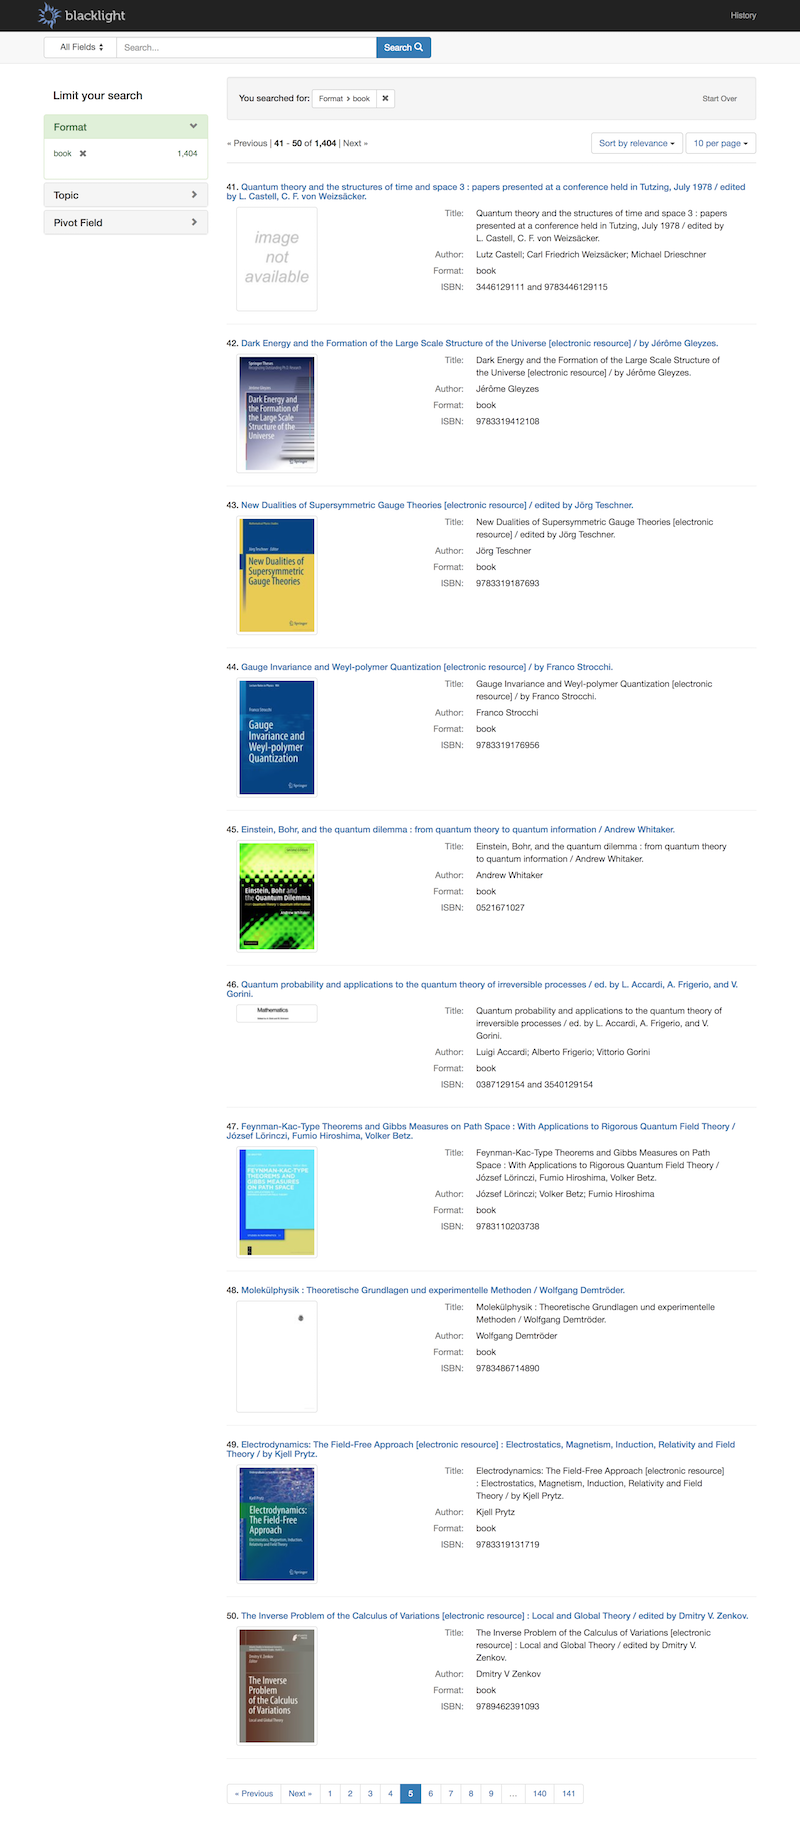 blacklight
History
All Fields
Search...
Search
Limit your search
Format
book ✖ 1,404
Topic
Pivot Field
You searched for: Format > book ✖ Start Over
« Previous | 41 - 50 of 1,404 | Next »
Sort by relevance
10 per page
41. Quantum theory and the structures of time and space 3 : papers presented at a conference held in Tutzing, July 1978 / edited
by L. Castell, C. F. von Weizsäcker.
image
not
available
Title: Quantum theory and the structures of time and space 3 : papers
presented at a conference held in Tutzing, July 1978 / edited by
L. Castell, C. F. von Weizsäcker.
Author: Lutz Castell; Carl Friedrich Weizsäcker; Michael Drieschner
Format: book
ISBN: 3446129111 and 9783446129115
42. Dark Energy and the Formation of the Large Scale Structure of the Universe [electronic resource] / by Jérôme Gleyzes.
Springer Theses
Recognizing Outstanding Ph.D. Research
Jérôme Gleyzes
Dark Energy and
the Formation of
the Large Scale
Structure of the
Universe
Springer
Title: Dark Energy and the Formation of the Large Scale Structure of
the Universe [electronic resource] / by Jérôme Gleyzes.
Author: Jérôme Gleyzes
Format: book
ISBN: 9783319412108
43. New Dualities of Supersymmetric Gauge Theories [electronic resource] / edited by Jörg Teschner.
Mathematical Physics Studies
Jörg Teschner Editor
New Dualities of
Supersymmetric
Gauge Theories
Springer
Title: New Dualities of Supersymmetric Gauge Theories [electronic
resource] / edited by Jörg Teschner.
Author: Jörg Teschner
Format: book
ISBN: 9783319187693
44. Gauge Invariance and Weyl-polymer Quantization [electronic resource] / by Franco Strocchi.
Franco Strocchi
Gauge
Invariance and
Weyl-polymer
Quantization
Springer
Title: Gauge Invariance and Weyl-polymer Quantization [electronic
resource] / by Franco Strocchi.
Author: Franco Strocchi
Format: book
ISBN: 9783319176956
45. Einstein, Bohr, and the quantum dilemma : from quantum theory to quantum information / Andrew Whitaker.
Einstein, Bohr and
the Quantum Dilemma
From Quantum Theory to Quantum Information
Andrew Whitaker
Title: Einstein, Bohr, and the quantum dilemma : from quantum theory
to quantum information / Andrew Whitaker.
Author: Andrew Whitaker
Format: book
ISBN: 0521671027
46. Quantum probability and applications to the quantum theory of irreversible processes / ed. by L. Accardi, A. Frigerio, and V.
Gorini.
Mathematics
Title: Quantum probability and applications to the quantum theory of
irreversible processes / ed. by L. Accardi, A. Frigerio, and V.
Gorini.
Author: Luigi Accardi; Alberto Frigerio; Vittorio Gorini
Format: book
ISBN: 0387129154 and 3540129154
47. Feynman-Kac-Type Theorems and Gibbs Measures on Path Space : With Applications to Rigorous Quantum Field Theory /
József Lörinczi, Fumio Hiroshima, Volker Betz.
FEYNMAN-KAC-TYPE
THEOREMS AND
GIBBS MEASURES
ON PATH SPACE
Title: Feynman-Kac-Type Theorems and Gibbs Measures on Path
Space : With Applications to Rigorous Quantum Field Theory /
József Lörinczi, Fumio Hiroshima, Volker Betz.
Author: József Lörinczi; Volker Betz; Fumio Hiroshima
Format: book
ISBN: 9783110203738
48. Molekülphysik : Theoretische Grundlagen und experimentelle Methoden / Wolfgang Demtröder.
Title: Molekülphysik : Theoretische Grundlagen und experimentelle
Methoden / Wolfgang Demtröder.
Author: Wolfgang Demtröder
Format: book
ISBN: 9783486714890
49. Electrodynamics: The Field-Free Approach [electronic resource] : Electrostatics, Magnetism, Induction, Relativity and Field
Theory / by Kjell Prytz.
Kjell Prytz
Electrodynamics:
The Field-Free
Approach
Electrostatics, Magnetism, Induction,
Relativity and Field Theory
Springer
Title: Electrodynamics: The Field-Free Approach [electronic resource]
: Electrostatics, Magnetism, Induction, Relativity and Field
Theory / by Kjell Prytz.
Author: Kjell Prytz
Format: book
ISBN: 9783319131719
50. The Inverse Problem of the Calculus of Variations [electronic resource] : Local and Global Theory / edited by Dmitry V. Zenkov.
Dmitry V. Zenkov
Editor
The Inverse
Problem
of the Calculus
of Variations
Local and Global Theory
Title: The Inverse Problem of the Calculus of Variations [electronic
resource] : Local and Global Theory / edited by Dmitry V.
Zenkov.
Author: Dmitry V Zenkov
Format: book
ISBN: 9789462391093
« Previous Next » 1 2 3 4 5 6 7 8 9 … 140 141